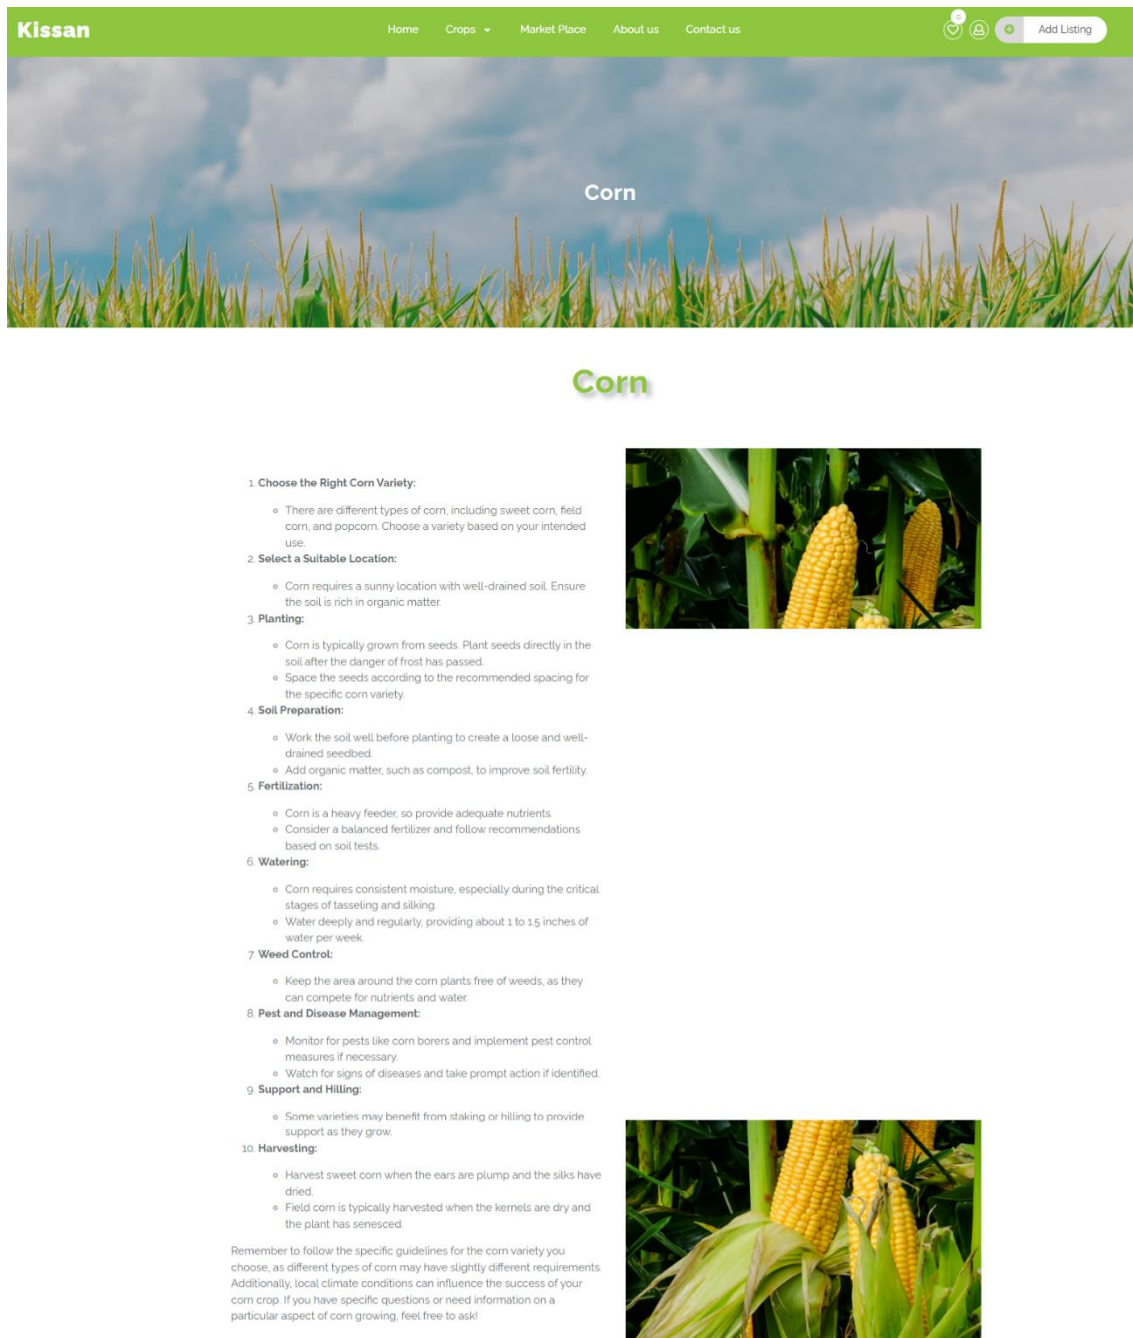 Kissan
Home Crops Market Place About us Contact us
0
Add Listing
Corn
Corn
1. Choose the Right Corn Variety:
There are different types of corn, including sweet corn, field
corn, and popcorn. Choose a variety based on your intended
use.
2. Select a Suitable Location:
Corn requires a sunny location with well-drained soil. Ensure
the soil is rich in organic matter.
3. Planting:
Corn is typically grown from seeds. Plant seeds directly in the
soil after the danger of frost has passed.
Space the seeds according to the recommended spacing for
the specific corn variety.
4. Soil Preparation:
Work the soil well before planting to create a loose and well-
drained seedbed.
Add organic matter, such as compost, to improve soil fertility.
5. Fertilization:
Corn is a heavy feeder, so provide adequate nutrients.
Consider a balanced fertilizer and follow recommendations
based on soil tests.
6. Watering:
Corn requires consistent moisture, especially during the critical
stages of tasseling and silking.
Water deeply and regularly, providing about 1 to 1.5 inches of
water per week.
7. Weed Control:
Keep the area around the corn plants free of weeds, as they
can compete for nutrients and water.
8. Pest and Disease Management:
Monitor for pests like corn borers and implement pest control
measures if necessary.
Watch for signs of diseases and take prompt action if identified.
9. Support and Hilling:
Some varieties may benefit from staking or hilling to provide
support as they grow.
10. Harvesting:
Harvest sweet corn when the ears are plump and the silks have
dried.
Field corn is typically harvested when the kernels are dry and
the plant has senesced.
Remember to follow the specific guidelines for the corn variety you
choose, as different types of corn may have slightly different requirements.
Additionally, local climate conditions can influence the success of your
corn crop. If you have specific questions or need information on a
particular aspect of corn growing, feel free to ask!